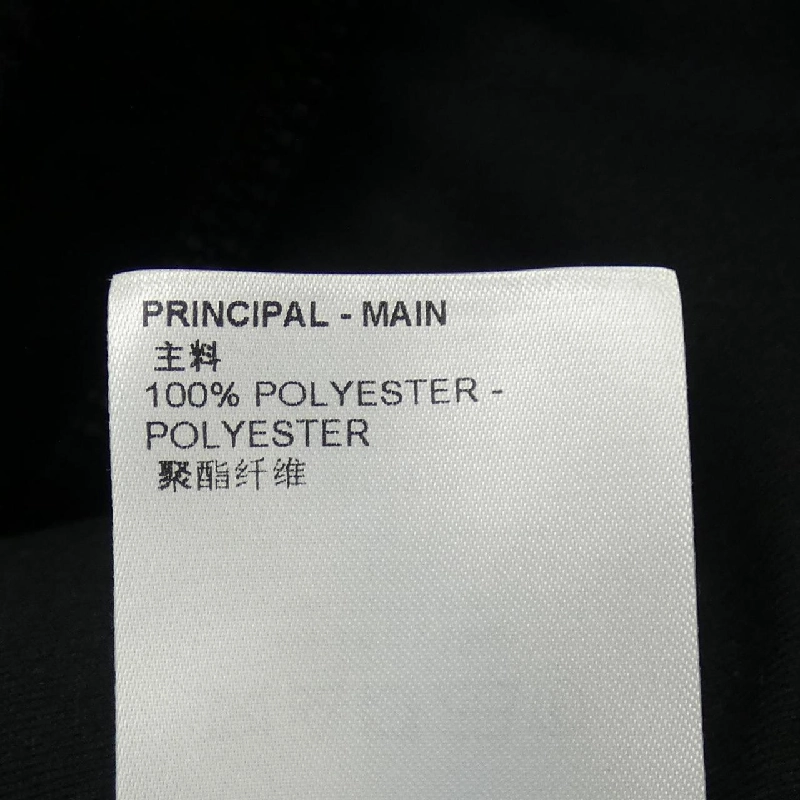 PRINCIPAL - MAIN
主料
100% POLYESTER -
POLYESTER
聚酯纤维